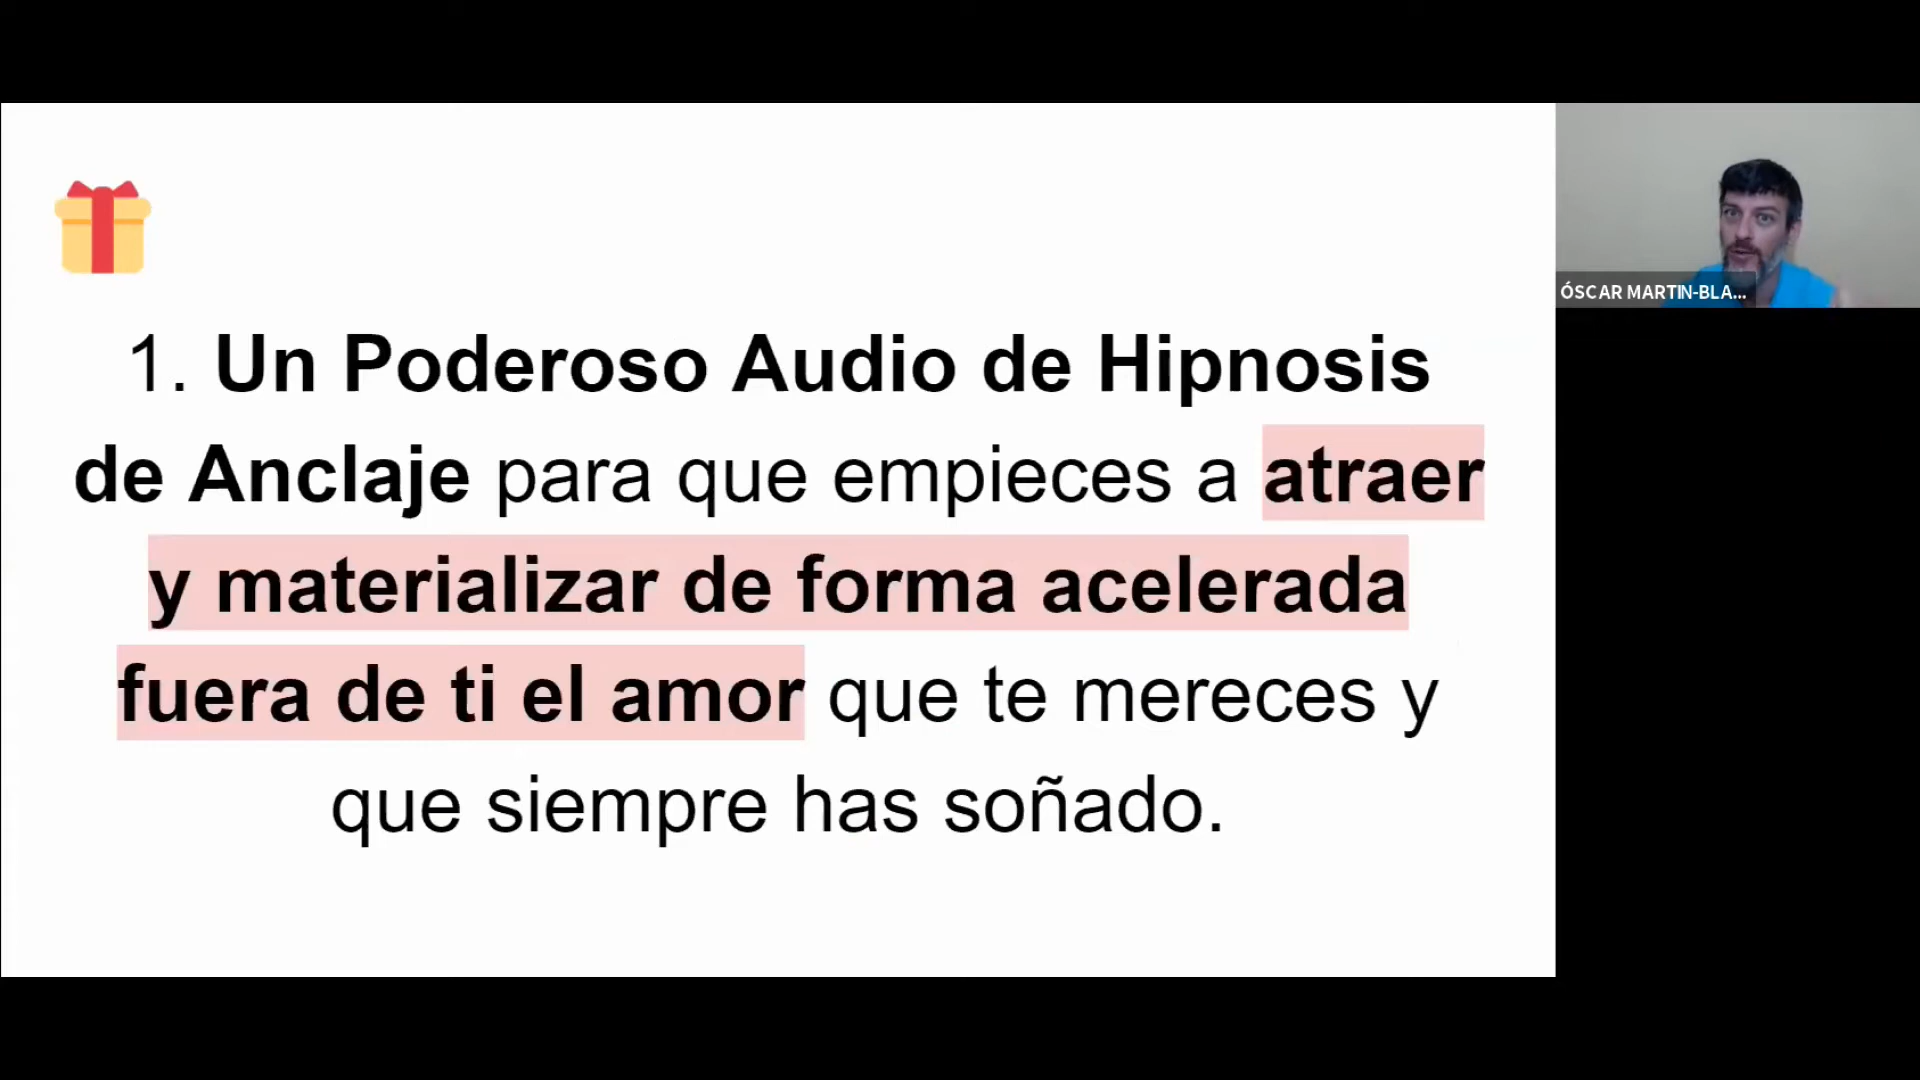 1. Un Poderoso Audio de Hipnosis
de Anclaje para que empieces a atraer
y materializar de forma acelerada
fuera de ti el amor que te mereces y
que siempre has soñado.
ÓSCAR MARTIN-BLA...